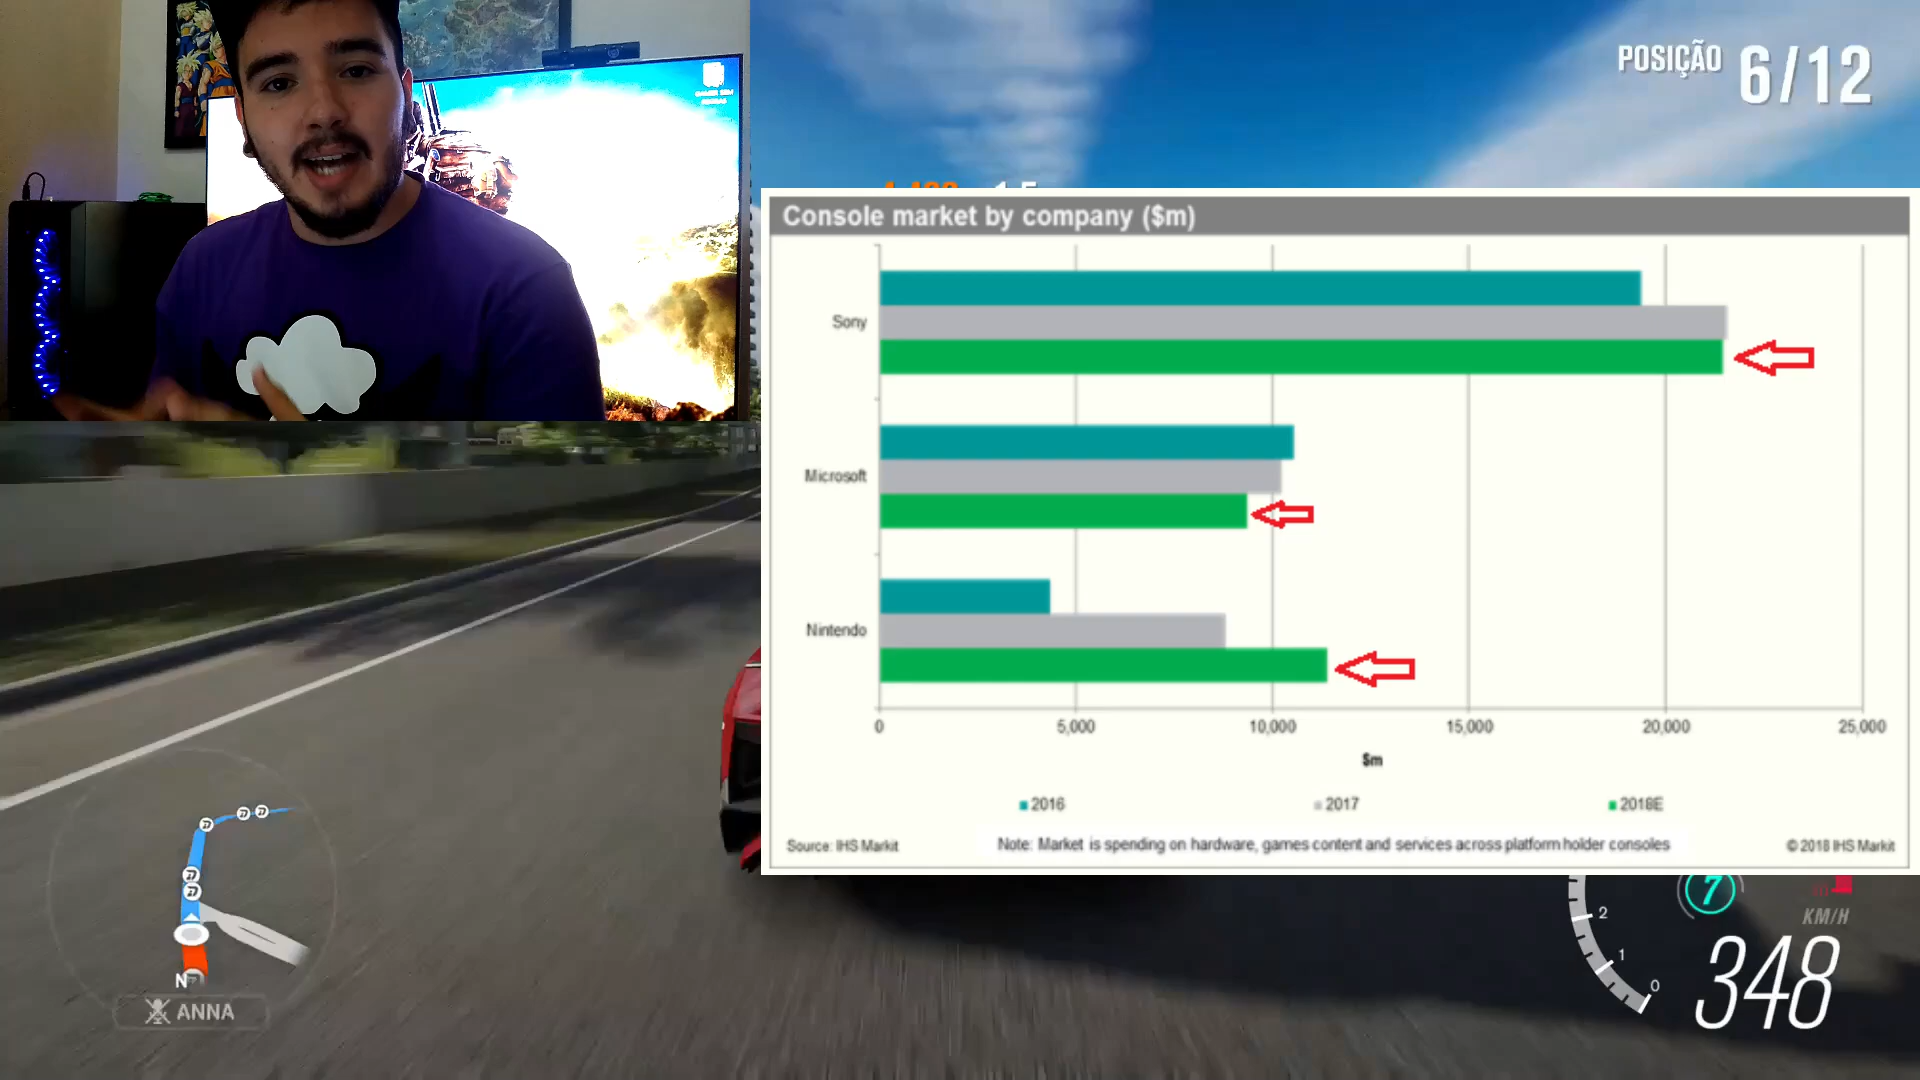 POSIÇÃO 6/12
Console market by company ($m)
Sony
Microsoft
Nintendo
0 5,000 10,000 15,000 20,000 25,000
$m
2016 2017 2018E
Source: IHS Markit Note: Market is spending on hardware, games content and services across platform holder consoles © 2018 IHS Markit
7
2
KM/H
1
0
348
N
ANNA